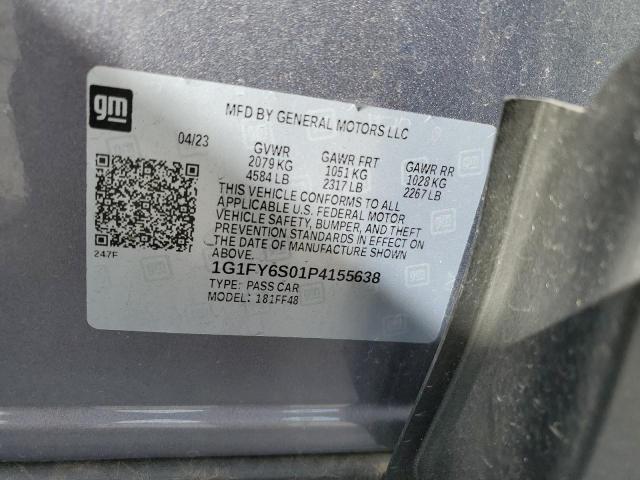 gm
MFD BY GENERAL MOTORS LLC
04/23 GVWR GAWR FRT GAWR RR
2079 KG 1051 KG 1028 KG
4584 LB 2317 LB 2267 LB
THIS VEHICLE CONFORMS TO ALL
APPLICABLE U.S. FEDERAL MOTOR
VEHICLE SAFETY, BUMPER, AND THEFT
PREVENTION STANDARDS IN EFFECT ON
THE DATE OF MANUFACTURE SHOWN
ABOVE.
247F
1G1FY6S01P4155638
TYPE: PASS CAR
MODEL: 181FF48